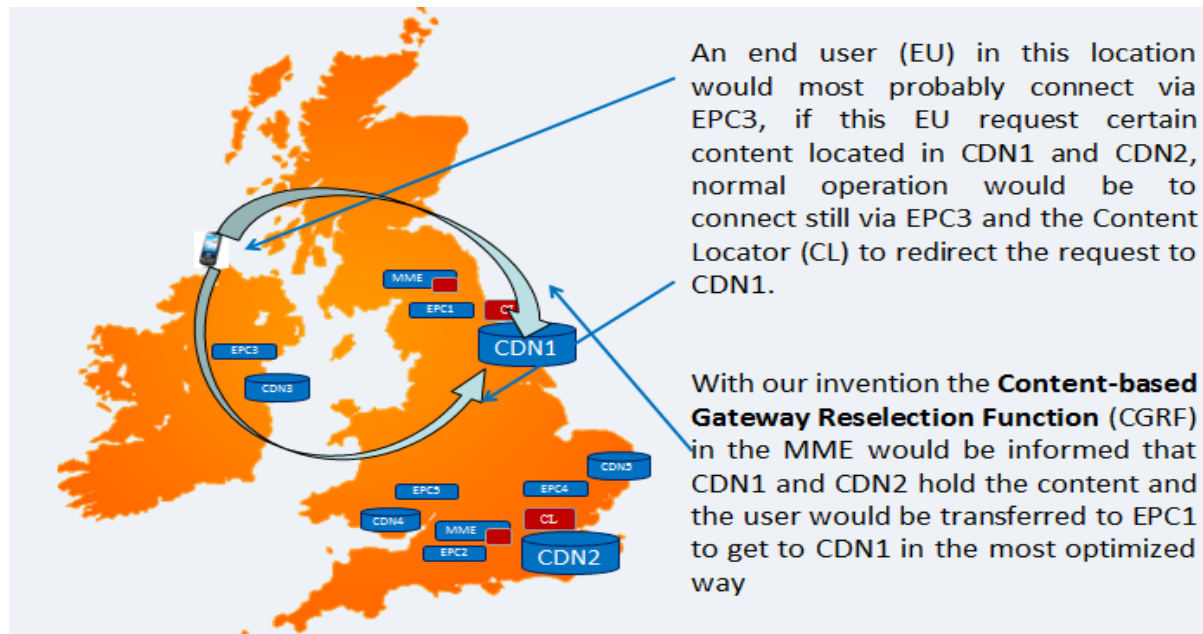 An end user (EU) in this location
would most probably connect via
EPC3, if this EU request certain
content located in CDN1 and CDN2,
normal operation would be to
connect still via EPC3 and the Content
Locator (CL) to redirect the request to
CDN1.
With our invention the Content-based
Gateway Reselection Function (CGRF)
in the MME would be informed that
CDN1 and CDN2 hold the content and
the user would be transferred to EPC1
to get to CDN1 in the most optimized
way
MME
EPC1
CDN1
EPC3
CDN3
CDN5
EPC5
EPC4
CDN4
MME
CL
EPC2
CDN2